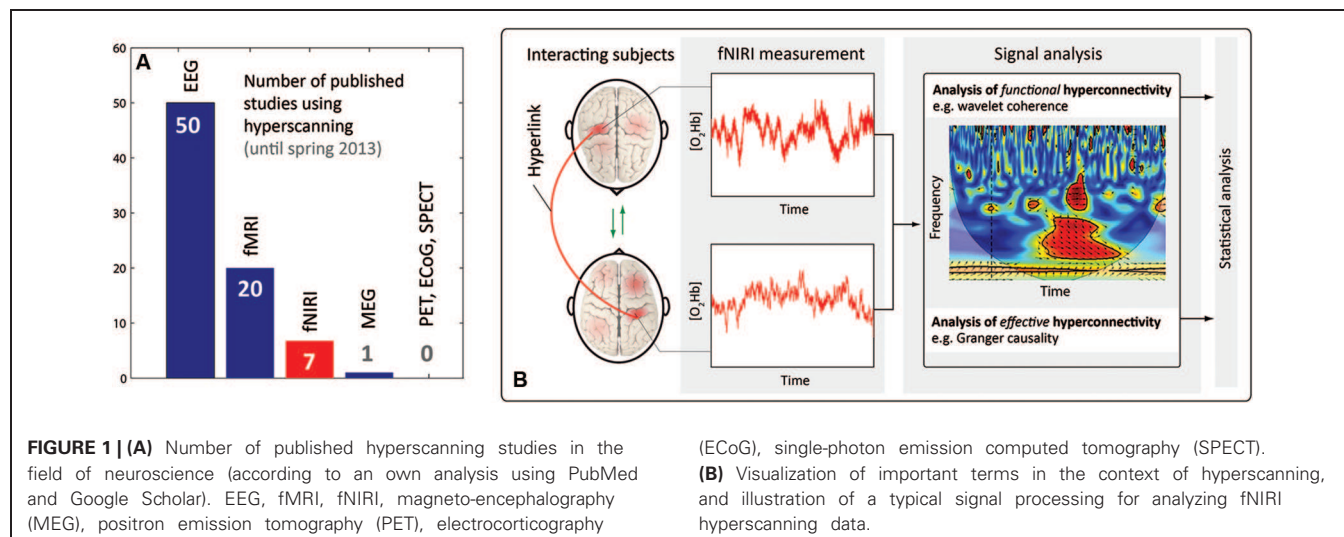 A
60
50
40
30
20
10
0
EEG
50
fMRI
20
fNIRI
7
MEG
1
PET, ECoG, SPECT
0
Number of published
studies using
hyperscanning
(until spring 2013)
B
Interacting subjects
Hyperlink
fNIRI measurement
[O₂Hb]
Time
[O₂Hb]
Time
Signal analysis
Analysis of functional hyperconnectivity
e.g. wavelet coherence
Frequency
Time
Analysis of effective hyperconnectivity
e.g. Granger causality
Statistical analysis
FIGURE 1 | (A) Number of published hyperscanning studies in the
field of neuroscience (according to an own analysis using PubMed
and Google Scholar). EEG, fMRI, fNIRI, magneto-encephalography
(MEG), positron emission tomography (PET), electrocorticography
(ECoG), single-photon emission computed tomography (SPECT).
(B) Visualization of important terms in the context of hyperscanning,
and illustration of a typical signal processing for analyzing fNIRI
hyperscanning data.